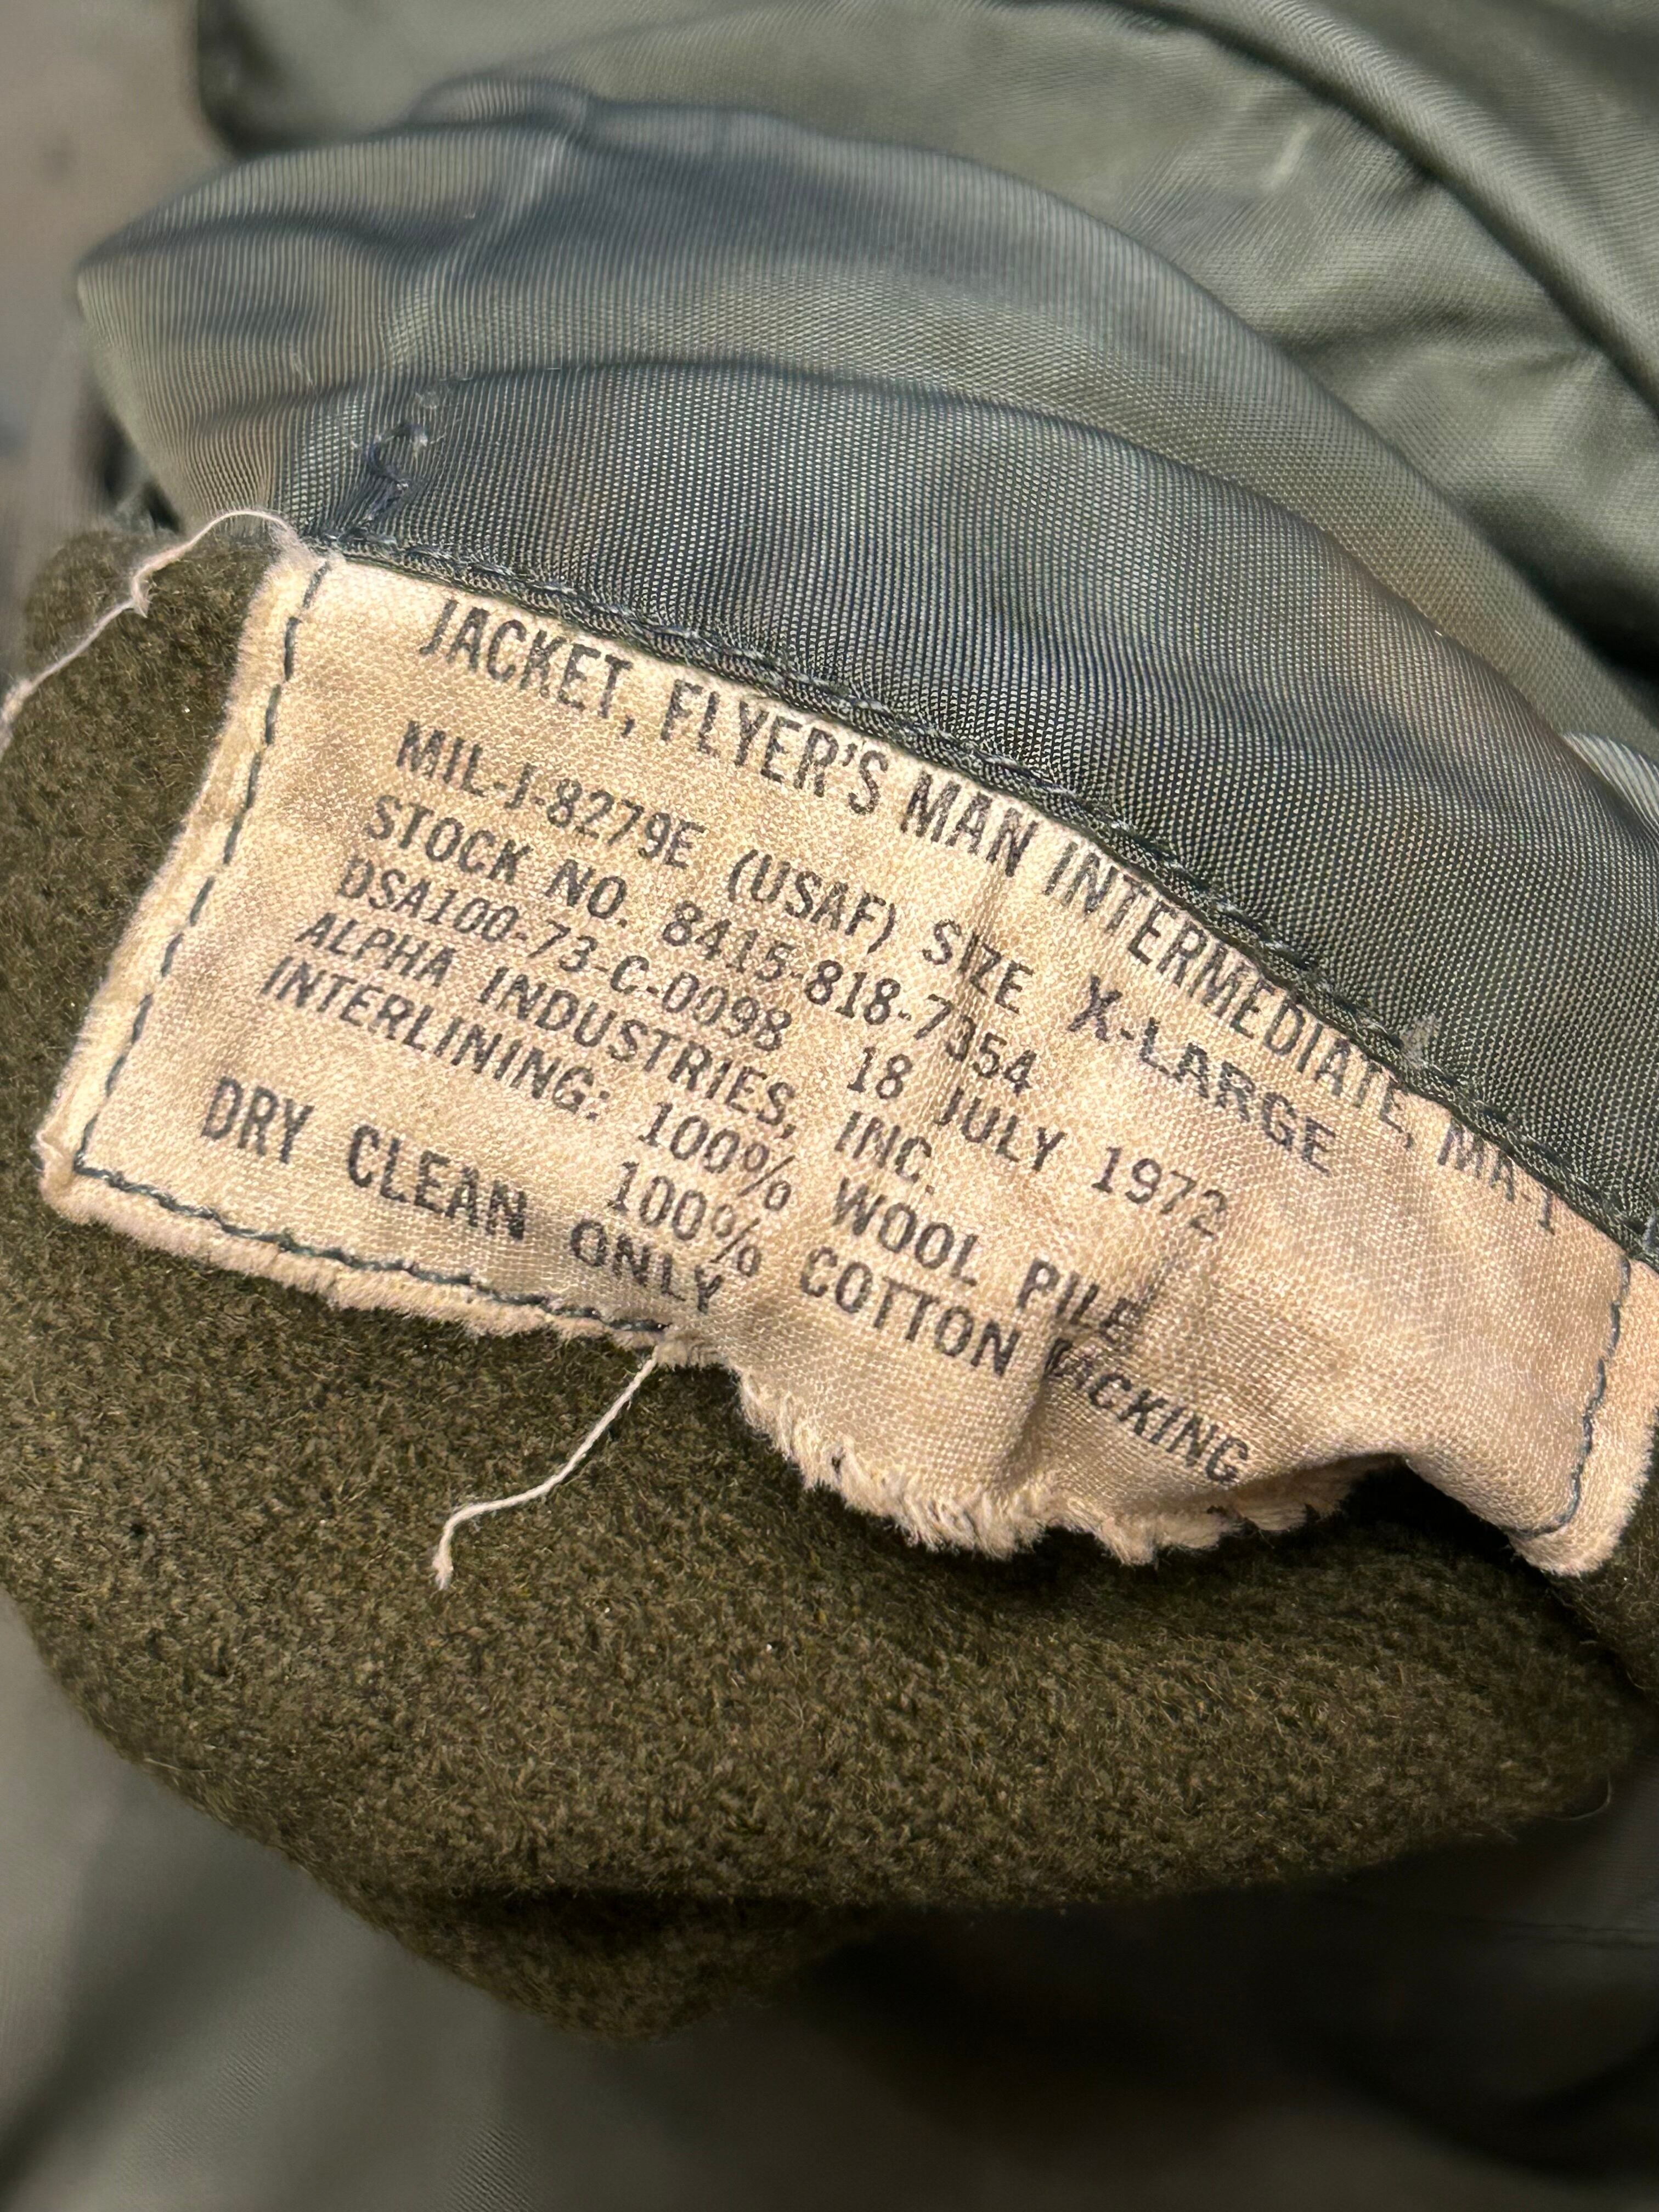 JACKET, FLYER'S MAN INTERMEDIATE, MK-1
MIL-J-8279E (USAF) SIZE X-LARGE
STOCK NO. 8415-818-7354
DSA100-73-C-0098 18 JULY 1972
ALPHA INDUSTRIES, INC.
INTERLINING: 100% WOOL PILE
100% COTTON BACKING
DRY CLEAN ONLY